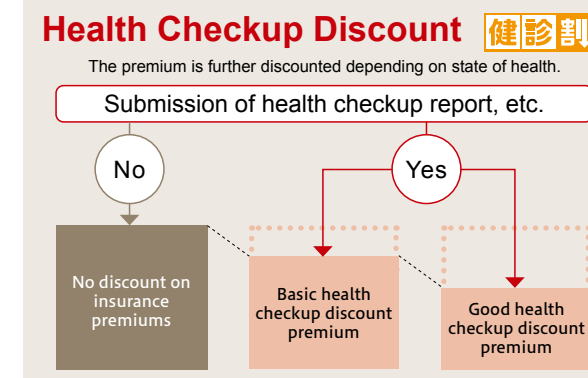 Health Checkup Discount 健診割
The premium is further discounted depending on state of health.
Submission of health checkup report, etc.
No
Yes
No discount on
insurance
premiums
Basic health
checkup discount
premium
Good health
checkup discount
premium